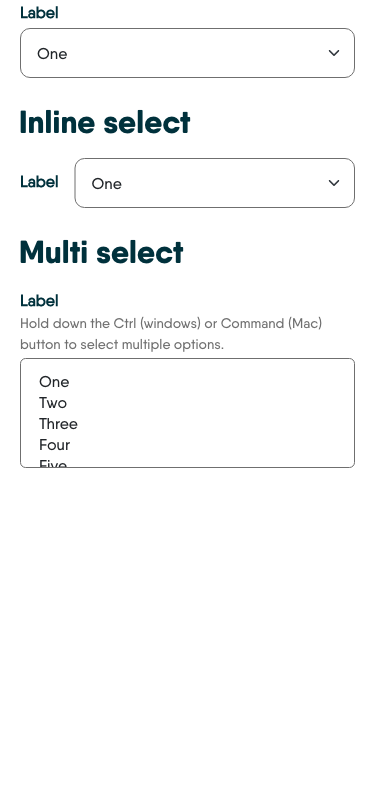 Label
One
Inline select
Label
One
Multi select
Label
Hold down the Ctrl (windows) or Command (Mac)
button to select multiple options.
One
Two
Three
Four
Five